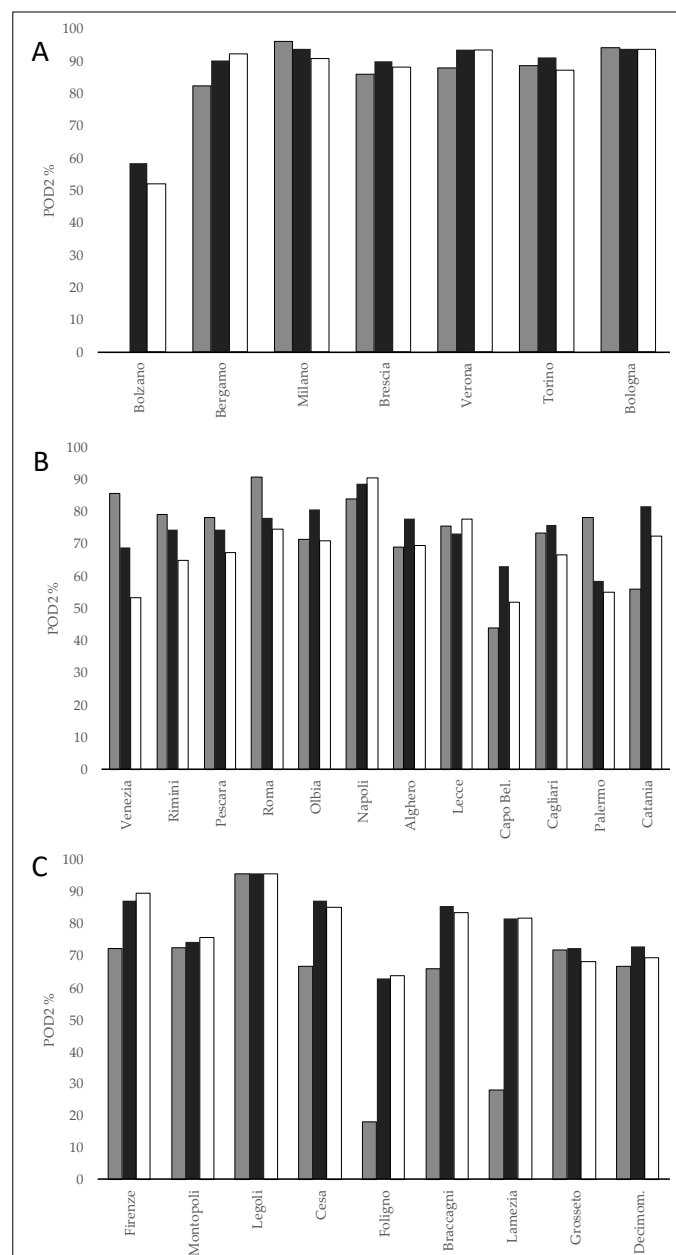 A
100
90
80
70
60
50
40
30
20
10
0
POD2 %
Bolzano
Bergamo
Milano
Brescia
Verona
Torino
Bologna
B
100
90
80
70
60
50
40
30
20
10
0
POD2 %
Venezia
Rimini
Pescara
Roma
Olbia
Napoli
Alghero
Lecce
Capo Bel.
Cagliari
Palermo
Catania
C
100
90
80
70
60
50
40
30
20
10
0
POD2 %
Firenze
Montopoli
Legoli
Cesa
Foligno
Braccagni
Lamezia
Grosseto
Decimom.